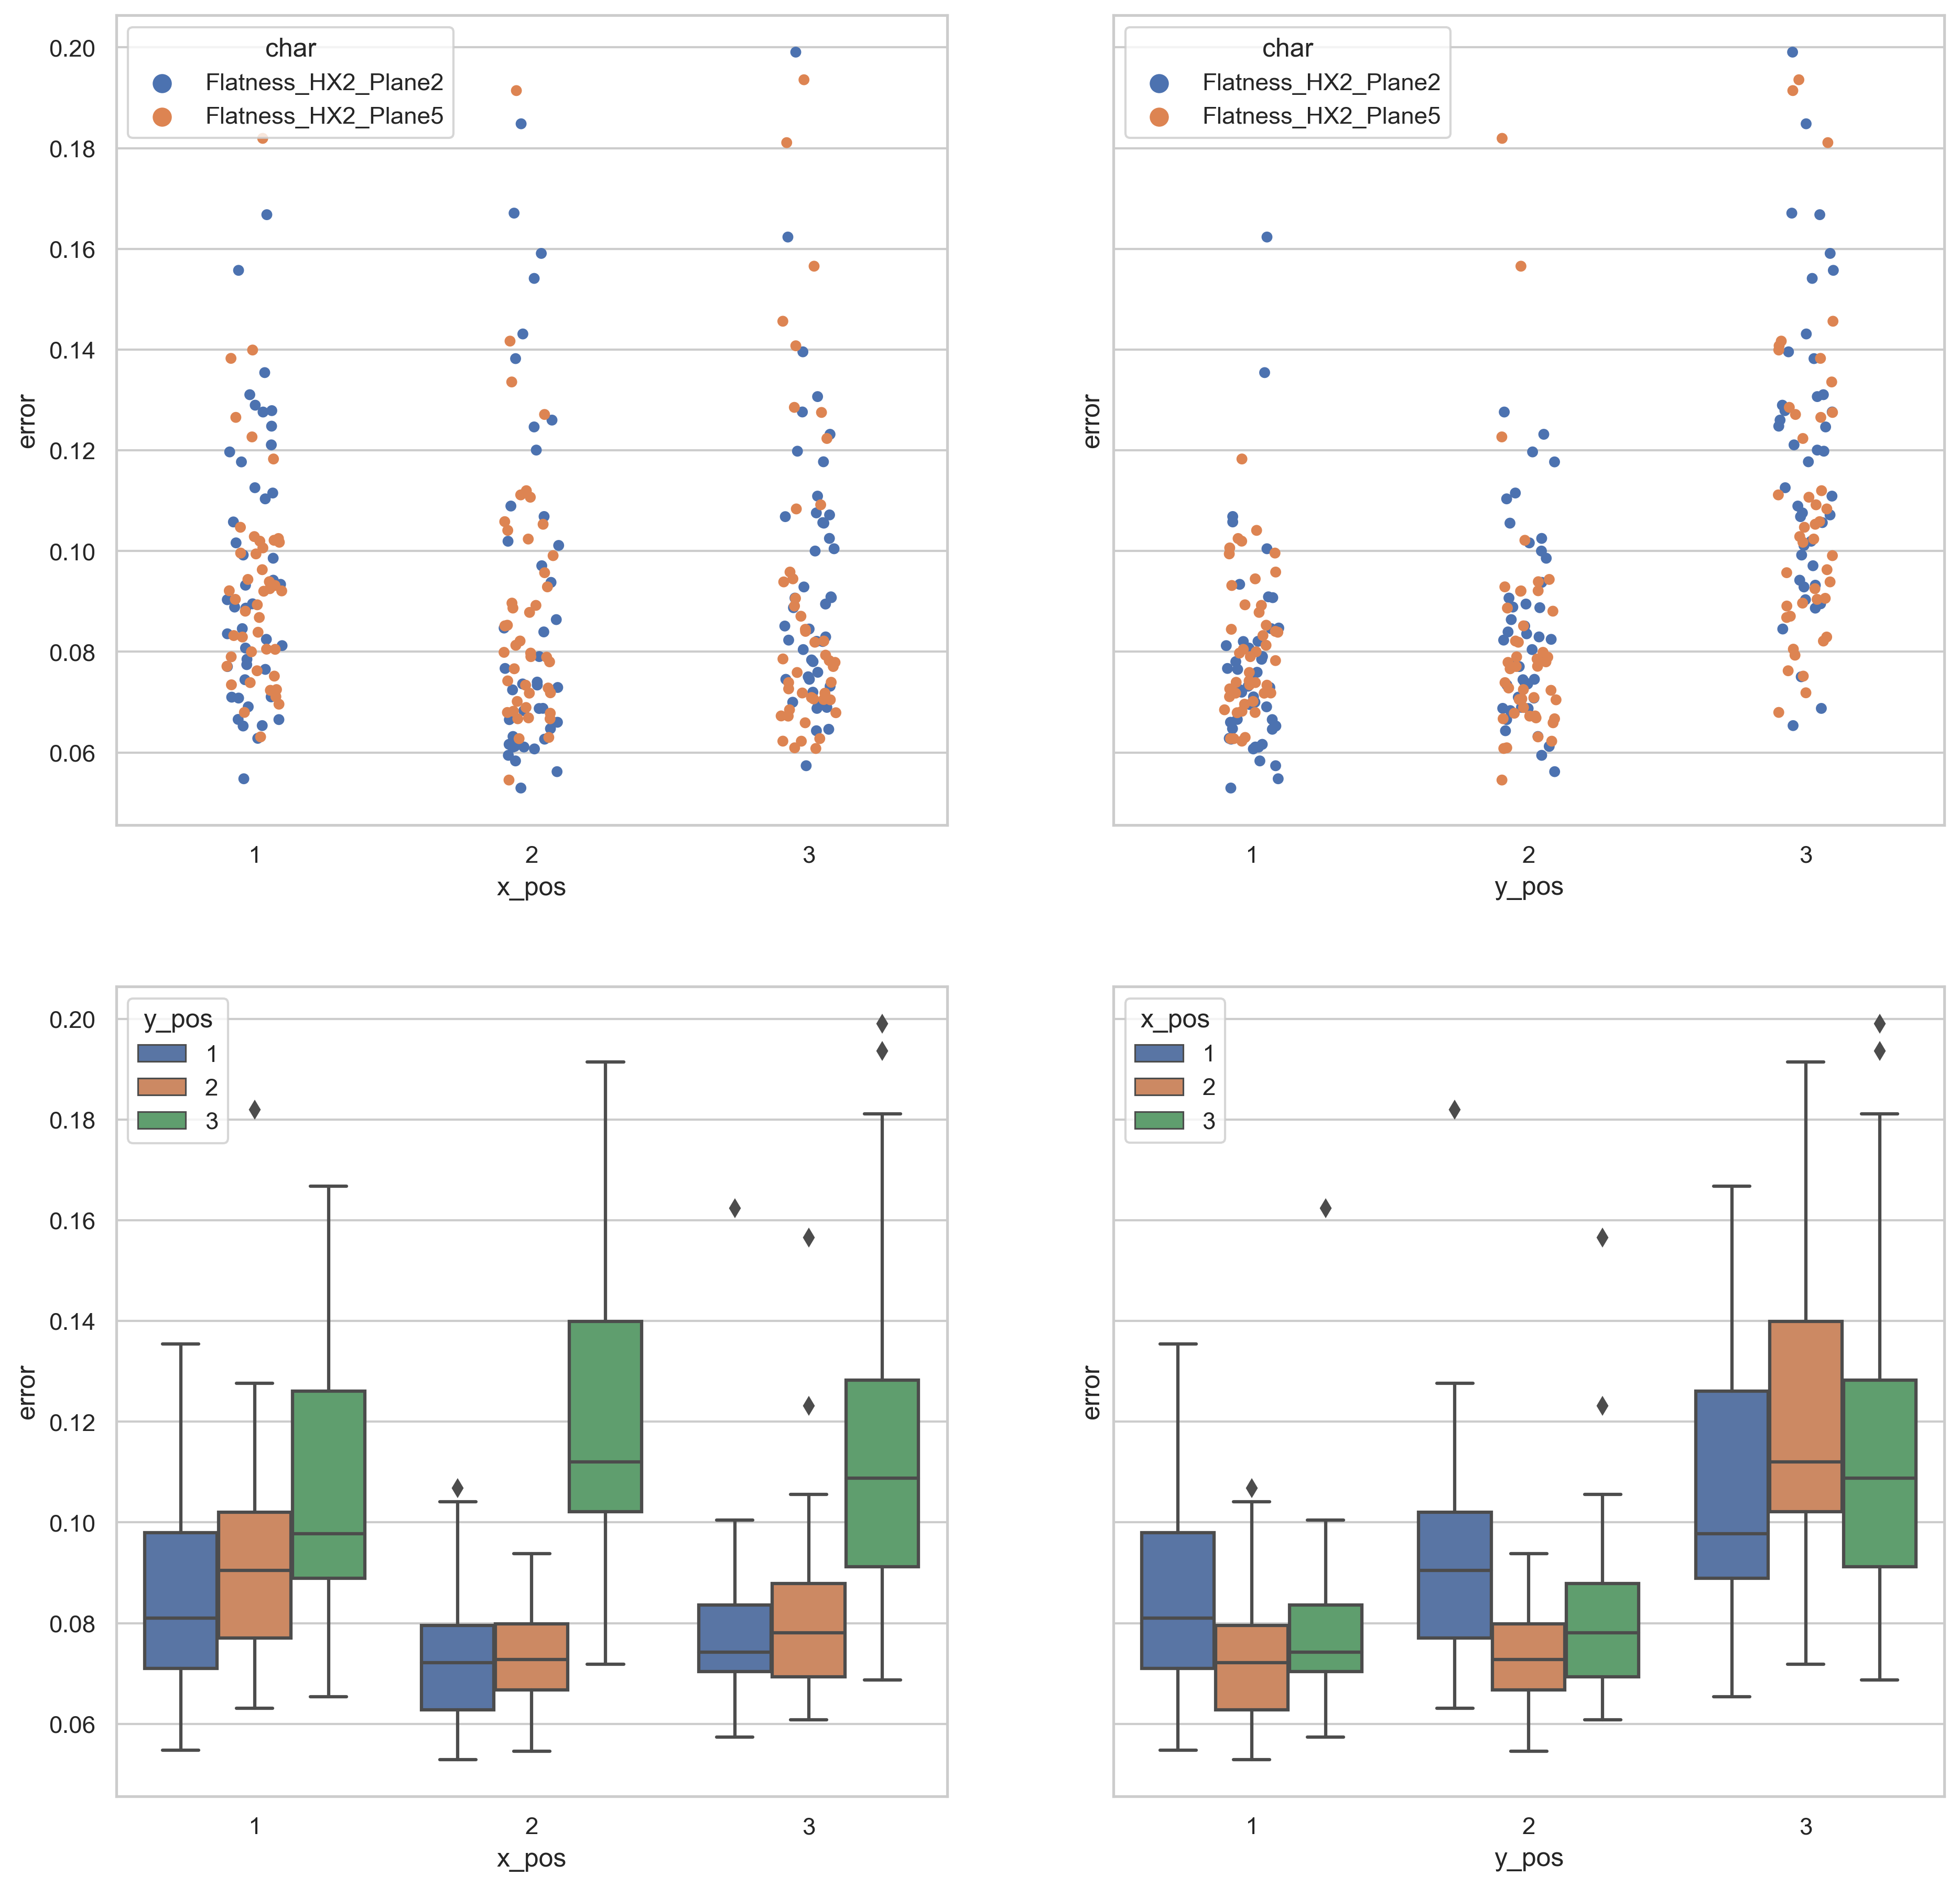 char
Flatness_HX2_Plane2
Flatness_HX2_Plane5
0.20
0.18
0.16
0.14
0.12
0.10
0.08
0.06
error
1 2 3
x_pos
char
Flatness_HX2_Plane2
Flatness_HX2_Plane5
error
1 2 3
y_pos
y_pos
1
2
3
0.20
0.18
0.16
0.14
0.12
0.10
0.08
0.06
error
1 2 3
x_pos
x_pos
1
2
3
error
1 2 3
y_pos